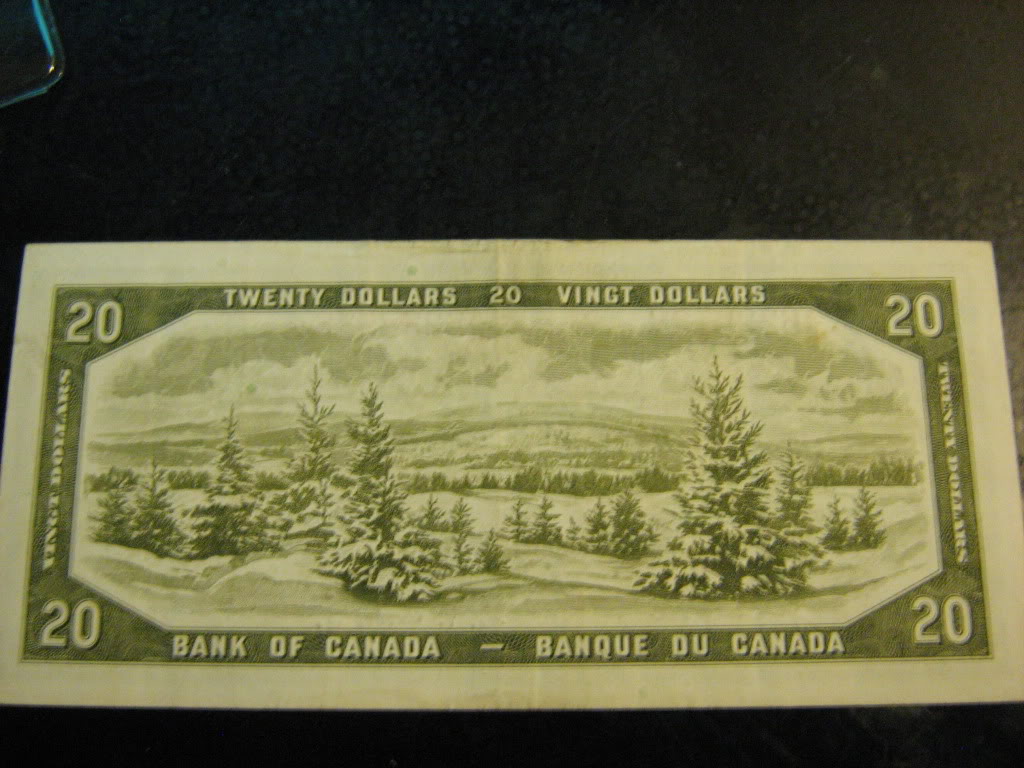 TWENTY DOLLARS 20 VINGT DOLLARS
20
20
VINGT DOLLARS
TWENTY DOLLARS
20
20
BANK OF CANADA — BANQUE DU CANADA